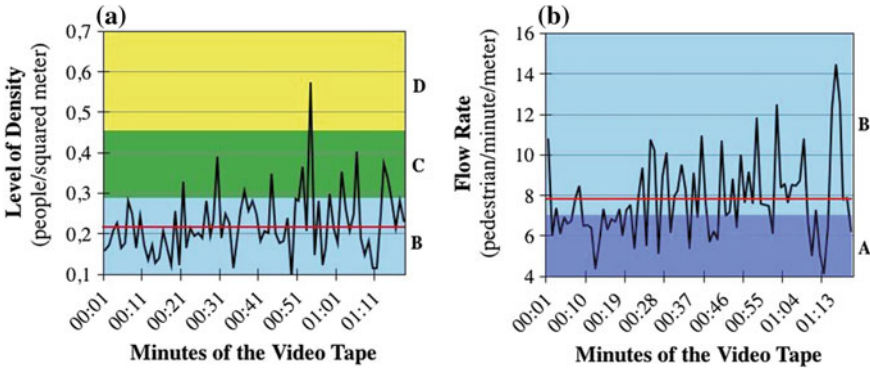 (a)
Level of Density
(people/squared meter)
0,7
0,6
0,5
0,4
0,3
0,2
0,1
D
C
B
00:01
00:11
00:21
00:31
00:41
00:51
01:01
01:11
Minutes of the Video Tape
(b)
Flow Rate
(pedestrian/minute/meter)
16
14
12
10
8
6
4
B
A
00:01
00:10
00:19
00:28
00:37
00:46
00:55
01:04
01:13
Minutes of the Video Tape